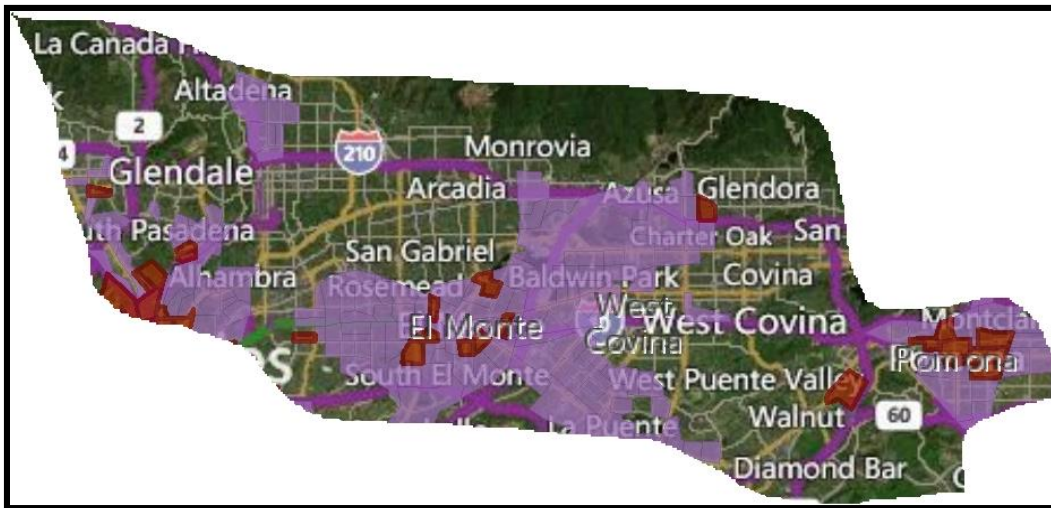 La Canada
Altadena
2
4
210
Glendale
Monrovia
Arcadia
Azusa
Glendora
uth Pasadena
San Gabriel
Charter Oak
San
Alhambra
Rosemead
Baldwin Park
Covina
El Monte
West
Covina
West Covina
Montclair
Pomona
South El Monte
West Puente Valley
Walnut
60
La Puente
Diamond Bar